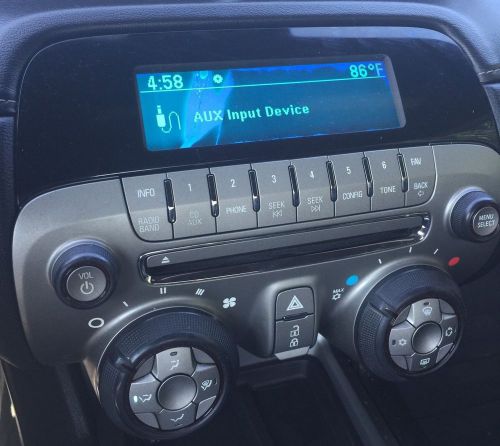 4:58 86°F
AUX Input Device
INFO 1 2 3 4 5 6 FAV
RADIO BAND CD AUX PHONE SEEK SEEK CONFIG TONE BACK
VOL
MENU SELECT
MAX